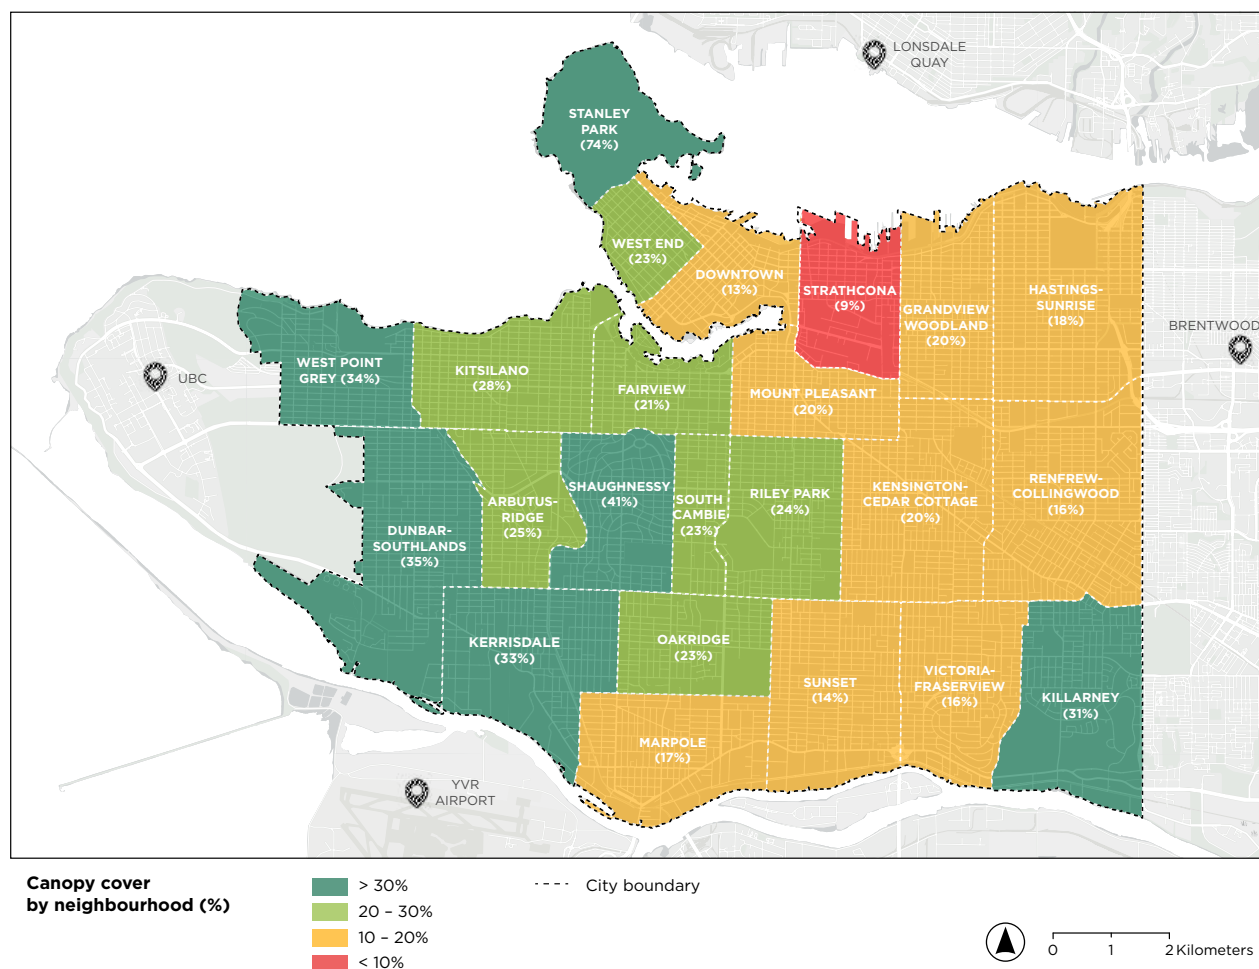 LONSDALE
QUAY
STANLEY
PARK
(74%)
WEST END
(23%)
DOWNTOWN
(13%)
STRATHCONA
(9%)
GRANDVIEW
WOODLAND
(20%)
HASTINGS-
SUNRISE
(18%)
BRENTWOOD
UBC
WEST POINT
GREY (34%)
KITSILANO
(28%)
FAIRVIEW
(21%)
MOUNT PLEASANT
(20%)
DUNBAR-
SOUTHLANDS
(35%)
ARBUTUS-
RIDGE
(25%)
SHAUGHNESSY
(41%)
SOUTH
CAMBIE
(23%)
RILEY PARK
(24%)
KENSINGTON-
CEDAR COTTAGE
(20%)
RENFREW-
COLLINGWOOD
(16%)
KERRISDALE
(33%)
OAKRIDGE
(23%)
SUNSET
(14%)
VICTORIA-
FRASERVIEW
(16%)
KILLARNEY
(31%)
MARPOLE
(17%)
YVR
AIRPORT
Canopy cover
by neighbourhood (%)
> 30%
20 – 30%
10 – 20%
< 10%
City boundary
0 1 2 Kilometers